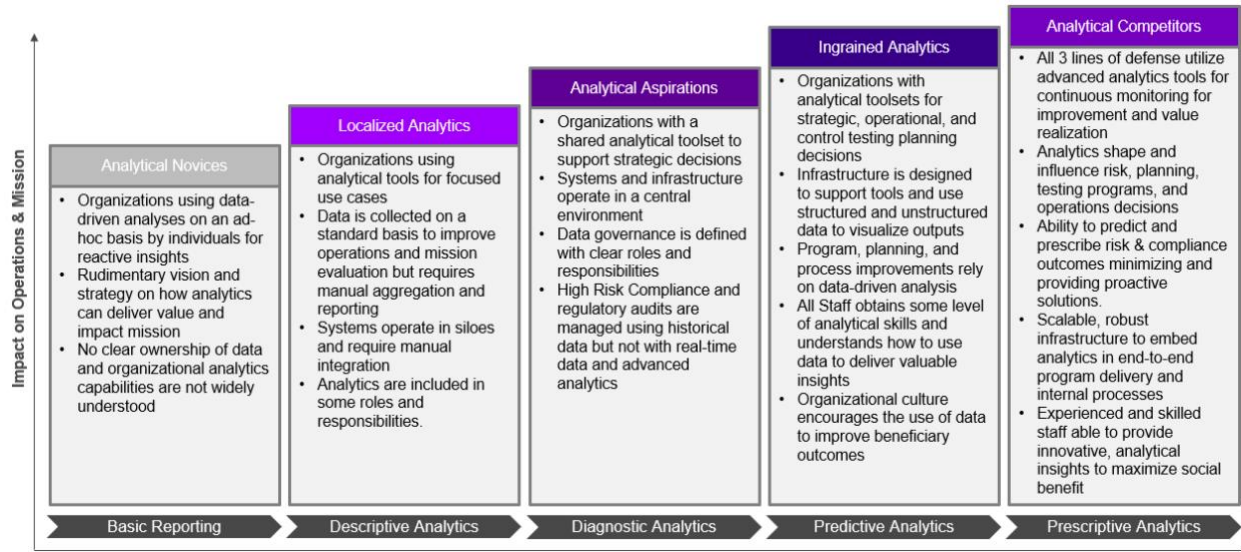 Impact on Operations & Mission
Analytical Novices
• Organizations using data-
driven analyses on an ad-
hoc basis by individuals for
reactive insights
• Rudimentary vision and
strategy on how analytics
can deliver value and
impact mission
• No clear ownership of data
and organizational analytics
capabilities are not widely
understood
Basic Reporting
Localized Analytics
• Organizations using
analytical tools for focused
use cases
• Data is collected on a
standard basis to improve
operations and mission
evaluation but requires
manual aggregation and
reporting
• Systems operate in siloes
and require manual
integration
• Analytics are included in
some roles and
responsibilities.
Descriptive Analytics
Analytical Aspirations
• Organizations with a
shared analytical toolset to
support strategic decisions
• Systems and infrastructure
operate in a central
environment
• Data governance is defined
with clear roles and
responsibilities
• High Risk Compliance and
regulatory audits are
managed using historical
data but not with real-time
data and advanced
analytics
Diagnostic Analytics
Ingrained Analytics
• Organizations with
analytical toolsets for
strategic, operational, and
control testing planning
decisions
• Infrastructure is designed
to support tools and use
structured and unstructured
data to visualize outputs
• Program, planning, and
process improvements rely
on data-driven analysis
• All Staff obtains some level
of analytical skills and
understands how to use
data to deliver valuable
insights
• Organizational culture
encourages the use of data
to improve beneficiary
outcomes
Predictive Analytics
Analytical Competitors
• All 3 lines of defense utilize
advanced analytics tools for
continuous monitoring for
improvement and value
realization
• Analytics shape and
influence risk, planning,
testing programs, and
operations decisions
• Ability to predict and
prescribe risk & compliance
outcomes minimizing and
providing proactive
solutions.
• Scalable, robust
infrastructure to embed
analytics in end-to-end
program delivery and
internal processes
• Experienced and skilled
staff able to provide
innovative, analytical
insights to maximize social
benefit
Prescriptive Analytics